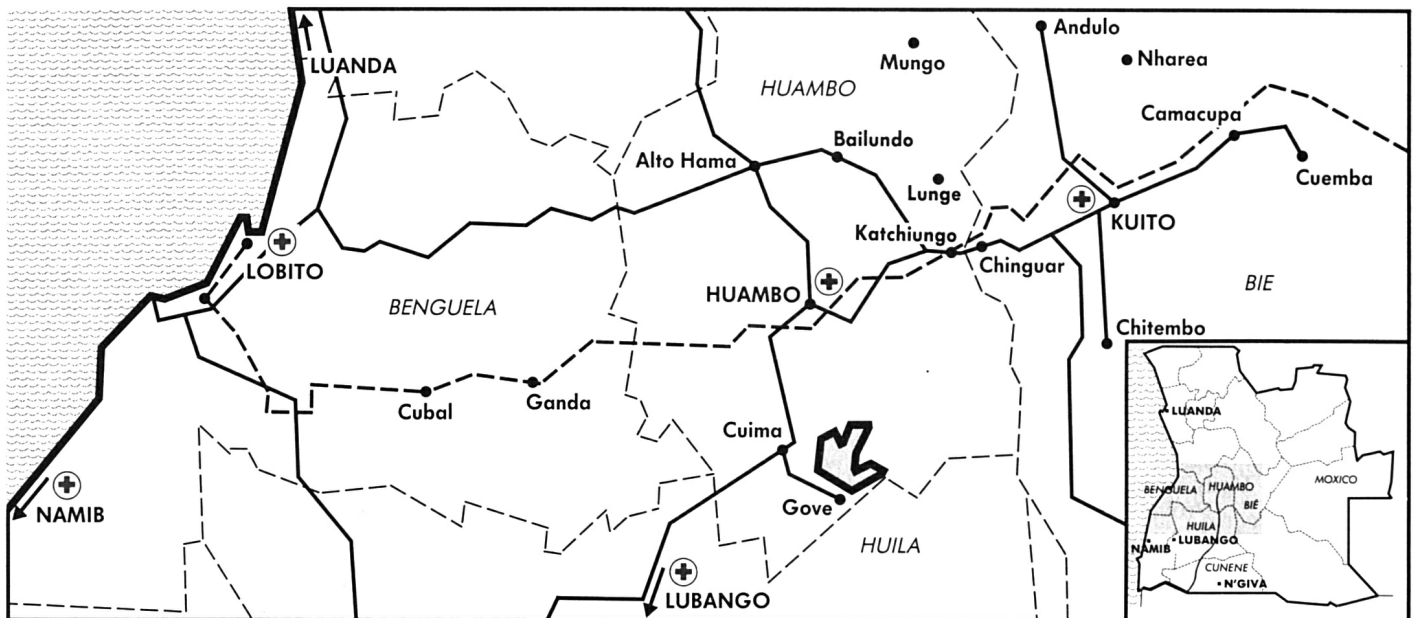 Andulo
Mungo
Nharea
LUANDA
HUAMBO
Camacupa
Bailundo
Alto Hama
Cuemba
Lunge
KUITO
Katchiungo
LOBITO
Chinguar
HUAMBO
BIE
BENGUELA
Chitembo
Cubal
Ganda
Cuima
Gove
NAMIB
HUILA
LUBANGO
LUANDA
BENGUELA
HUAMBO
MOXICO
BIÉ
HUILA
NAMIB
LUBANGO
CUNENE
N'GIVA